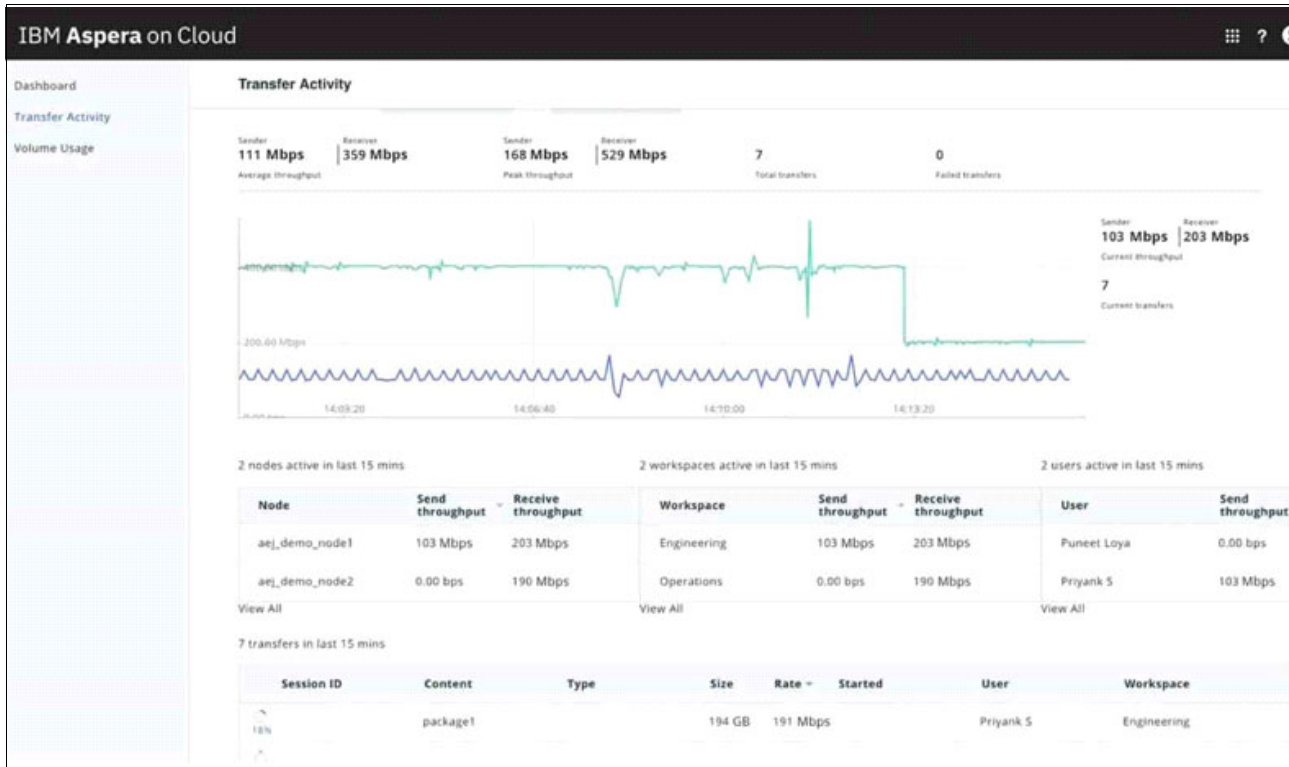 IBM Aspera on Cloud
?
Dashboard
Transfer Activity
Volume Usage
Transfer Activity
Sender Receiver Sender Receiver
111 Mbps 359 Mbps 168 Mbps 529 Mbps 7 0
Average throughput Peak throughput Total transfers Failed transfers
Sender Receiver
103 Mbps 203 Mbps
Current throughput
7
Current transfers
200.00 Mbps
14:03:20 14:06:40 14:10:00 14:13:20
2 nodes active in last 15 mins 2 workspaces active in last 15 mins 2 users active in last 15 mins
Node Send throughput Receive throughput Workspace Send throughput Receive throughput User Send throughput
aej_demo_node1 103 Mbps 203 Mbps Engineering 103 Mbps 203 Mbps Puneet Loya 0.00 bps
aej_demo_node2 0.00 bps 190 Mbps Operations 0.00 bps 190 Mbps Priyank S 103 Mbps
View All View All View All
7 transfers in last 15 mins
Session ID Content Type Size Rate Started User Workspace
18% package1 194 GB 191 Mbps Priyank S Engineering